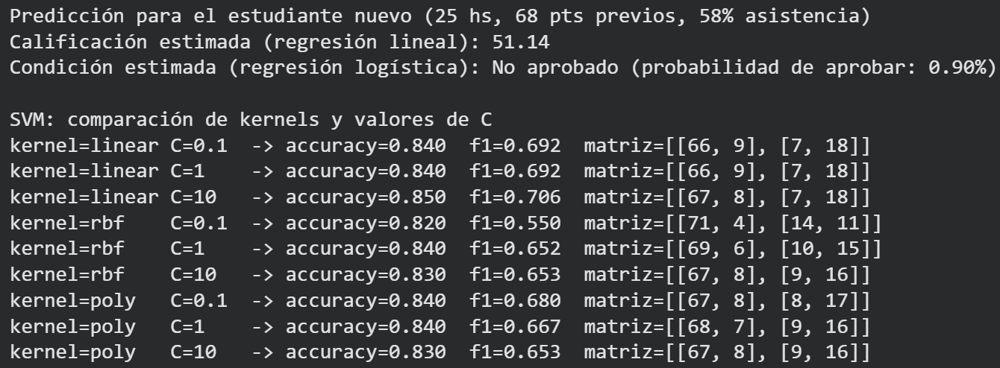 Predicción para el estudiante nuevo (25 hs, 68 pts previos, 58% asistencia)
Calificación estimada (regresión lineal): 51.14
Condición estimada (regresión logística): No aprobado (probabilidad de aprobar: 0.90%)

SVM: comparación de kernels y valores de C
kernel=linear C=0.1  -> accuracy=0.840  f1=0.692  matriz=[[66, 9], [7, 18]]
kernel=linear C=1    -> accuracy=0.840  f1=0.692  matriz=[[66, 9], [7, 18]]
kernel=linear C=10   -> accuracy=0.850  f1=0.706  matriz=[[67, 8], [7, 18]]
kernel=rbf    C=0.1  -> accuracy=0.820  f1=0.550  matriz=[[71, 4], [14, 11]]
kernel=rbf    C=1    -> accuracy=0.840  f1=0.652  matriz=[[69, 6], [10, 15]]
kernel=rbf    C=10   -> accuracy=0.830  f1=0.653  matriz=[[67, 8], [9, 16]]
kernel=poly   C=0.1  -> accuracy=0.840  f1=0.680  matriz=[[67, 8], [8, 17]]
kernel=poly   C=1    -> accuracy=0.840  f1=0.667  matriz=[[68, 7], [9, 16]]
kernel=poly   C=10   -> accuracy=0.830  f1=0.653  matriz=[[67, 8], [9, 16]]